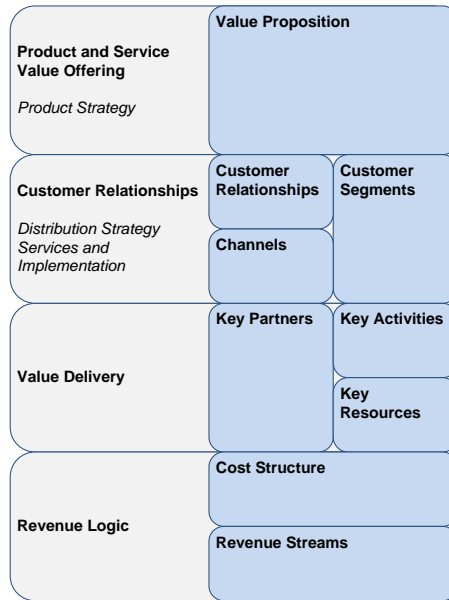 Value Proposition
Product and Service
Value Offering
Product Strategy
Customer Relationships
Distribution Strategy
Services and
Implementation
Customer
Relationships
Customer
Segments
Channels
Value Delivery
Key Partners
Key Activities
Key
Resources
Revenue Logic
Cost Structure
Revenue Streams